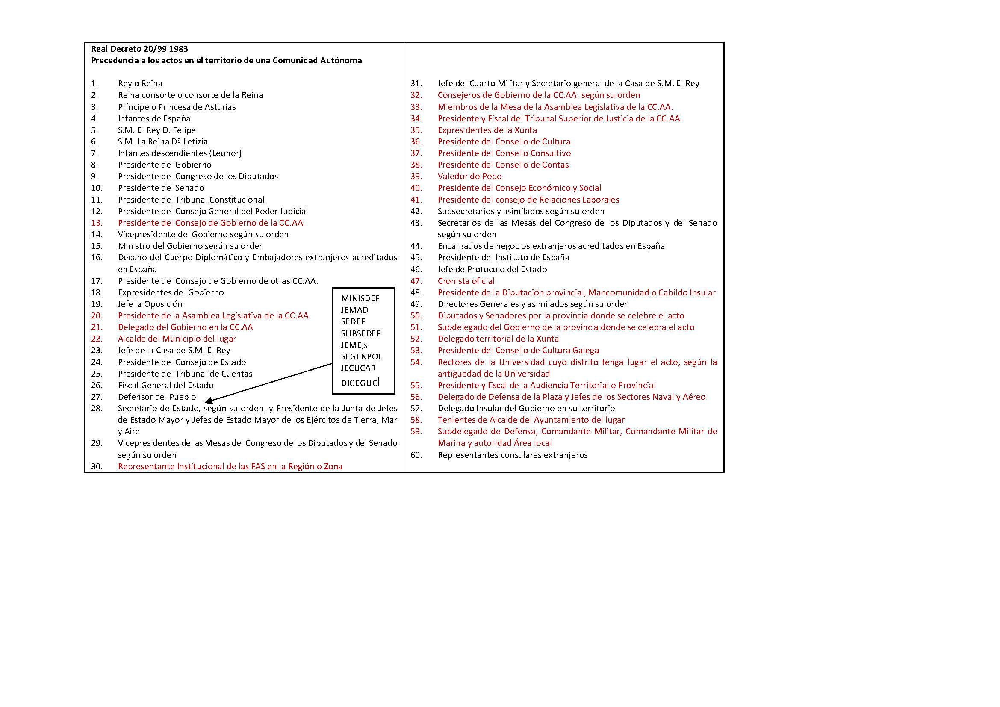 Real Decreto 20/99 1983
Precedencia a los actos en el territorio de una Comunidad Autónoma
1. Rey o Reina
2. Reina consorte o consorte de la Reina
3. Príncipe o Princesa de Asturias
4. Infantes de España
5. S.M. El Rey D. Felipe
6. S.M. La Reina Dª Letizia
7. Infantes descendientes (Leonor)
8. Presidente del Gobierno
9. Presidente del Congreso de los Diputados
10. Presidente del Senado
11. Presidente del Tribunal Constitucional
12. Presidente del Consejo General del Poder Judicial
13. Presidente del Consejo de Gobierno de la CC.AA.
14. Vicepresidente del Gobierno según su orden
15. Ministro del Gobierno según su orden
16. Decano del Cuerpo Diplomático y Embajadores extranjeros acreditados
en España
17. Presidente del Consejo de Gobierno de otras CC.AA.
18. Expresidentes del Gobierno
19. Jefe la Oposición
20. Presidente de la Asamblea Legislativa de la CC.AA
21. Delegado del Gobierno en la CC.AA
22. Alcalde del Municipio del lugar
23. Jefe de la Casa de S.M. El Rey
24. Presidente del Consejo de Estado
25. Presidente del Tribunal de Cuentas
26. Fiscal General del Estado
27. Defensor del Pueblo
28. Secretario de Estado, según su orden, y Presidente de la Junta de Jefes
de Estado Mayor y Jefes de Estado Mayor de los Ejércitos de Tierra, Mar
y Aire
29. Vicepresidentes de las Mesas del Congreso de los Diputados y del Senado
según su orden
30. Representante Institucional de las FAS en la Región o Zona
MINISDEF
JEMAD
SEDEF
SUBSEDEF
JEME,s
SEGENPOL
JECUCAR
DIGEGUCI
31. Jefe del Cuarto Militar y Secretario general de la Casa de S.M. El Rey
32. Consejeros de Gobierno de la CC.AA. según su orden
33. Miembros de la Mesa de la Asamblea Legislativa de la CC.AA.
34. Presidente y Fiscal del Tribunal Superior de Justicia de la CC.AA.
35. Expresidentes de la Xunta
36. Presidente del Consello de Cultura
37. Presidente del Consello Consultivo
38. Presidente del Consello de Contas
39. Valedor do Pobo
40. Presidente del Consejo Económico y Social
41. Presidente del consejo de Relaciones Laborales
42. Subsecretarios y asimilados según su orden
43. Secretarios de las Mesas del Congreso de los Diputados y del Senado
según su orden
44. Encargados de negocios extranjeros acreditados en España
45. Presidente del Instituto de España
46. Jefe de Protocolo del Estado
47. Cronista oficial
48. Presidente de la Diputación provincial, Mancomunidad o Cabildo Insular
49. Directores Generales y asimilados según su orden
50. Diputados y Senadores por la provincia donde se celebre el acto
51. Subdelegado del Gobierno de la provincia donde se celebra el acto
52. Delegado territorial de la Xunta
53. Presidente del Consello de Cultura Galega
54. Rectores de la Universidad cuyo distrito tenga lugar el acto, según la
antigüedad de la Universidad
55. Presidente y fiscal de la Audiencia Territorial o Provincial
56. Delegado de Defensa de la Plaza y Jefes de los Sectores Naval y Aéreo
57. Delegado Insular del Gobierno en su territorio
58. Tenientes de Alcalde del Ayuntamiento del lugar
59. Subdelegado de Defensa, Comandante Militar, Comandante Militar de
Marina y autoridad Área local
60. Representantes consulares extranjeros